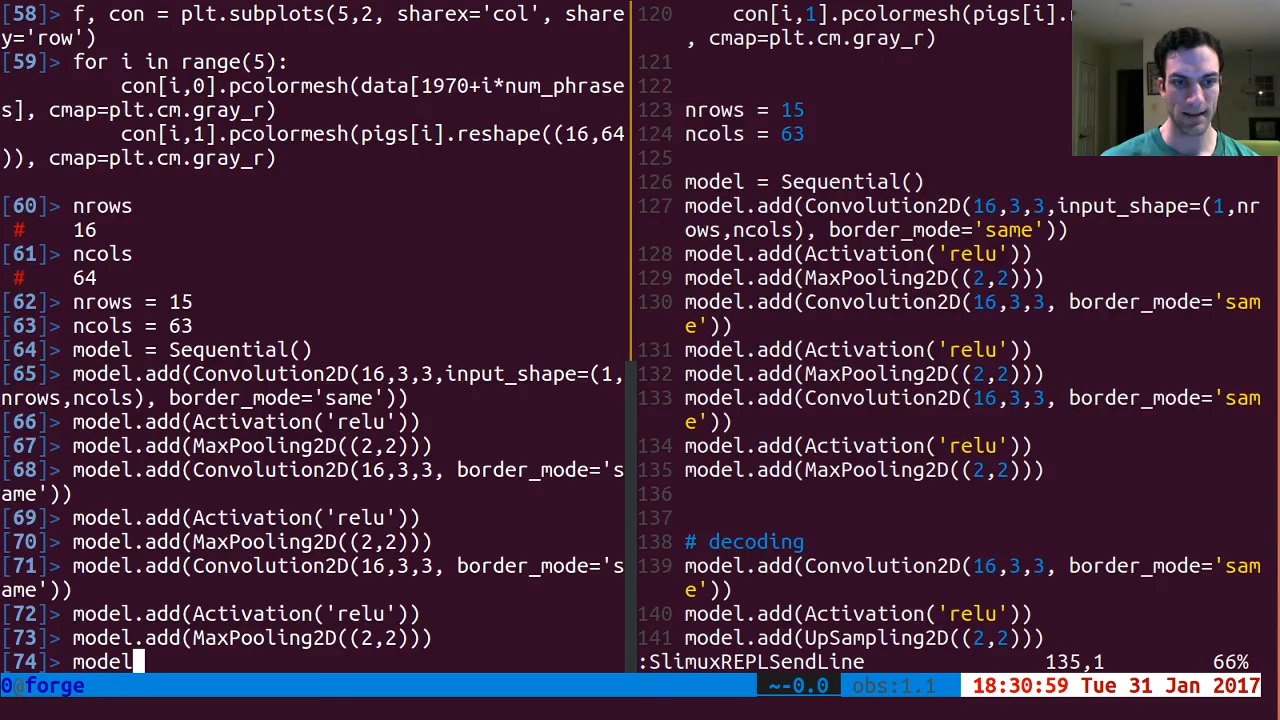 [58]> f, con = plt.subplots(5,2, sharex='col', share
y='row')
[59]> for i in range(5):
con[i,0].pcolormesh(data[1970+i*num_phrase
s], cmap=plt.cm.gray_r)
con[i,1].pcolormesh(pigs[i].reshape((16,64
)), cmap=plt.cm.gray_r)
[60]> nrows
# 16
[61]> ncols
# 64
[62]> nrows = 15
[63]> ncols = 63
[64]> model = Sequential()
[65]> model.add(Convolution2D(16,3,3,input_shape=(1,
nrows,ncols), border_mode='same'))
[66]> model.add(Activation('relu'))
[67]> model.add(MaxPooling2D((2,2)))
[68]> model.add(Convolution2D(16,3,3, border_mode='s
ame'))
[69]> model.add(Activation('relu'))
[70]> model.add(MaxPooling2D((2,2)))
[71]> model.add(Convolution2D(16,3,3, border_mode='s
ame'))
[72]> model.add(Activation('relu'))
[73]> model.add(MaxPooling2D((2,2)))
[74]> model
120 con[i,1].pcolormesh(pigs[i].
, cmap=plt.cm.gray_r)
121
122
123 nrows = 15
124 ncols = 63
125
126 model = Sequential()
127 model.add(Convolution2D(16,3,3,input_shape=(1,nr
ows,ncols), border_mode='same'))
128 model.add(Activation('relu'))
129 model.add(MaxPooling2D((2,2)))
130 model.add(Convolution2D(16,3,3, border_mode='sam
e'))
131 model.add(Activation('relu'))
132 model.add(MaxPooling2D((2,2)))
133 model.add(Convolution2D(16,3,3, border_mode='sam
e'))
134 model.add(Activation('relu'))
135 model.add(MaxPooling2D((2,2)))
136
137
138 # decoding
139 model.add(Convolution2D(16,3,3, border_mode='sam
e'))
140 model.add(Activation('relu'))
141 model.add(UpSampling2D((2,2)))
:SlimuxREPLSendLine 135,1 66%
0@forge ~-0.0 obs:1.1 18:30:59 Tue 31 Jan 2017